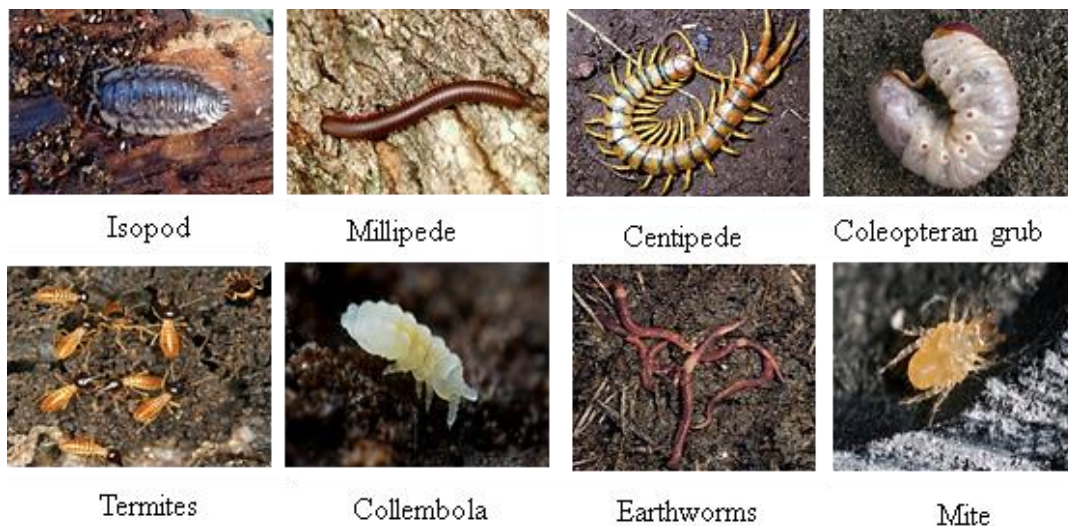 Isopod
Millipede
Centipede
Coleopteran grub
Termites
Collembola
Earthworms
Mite